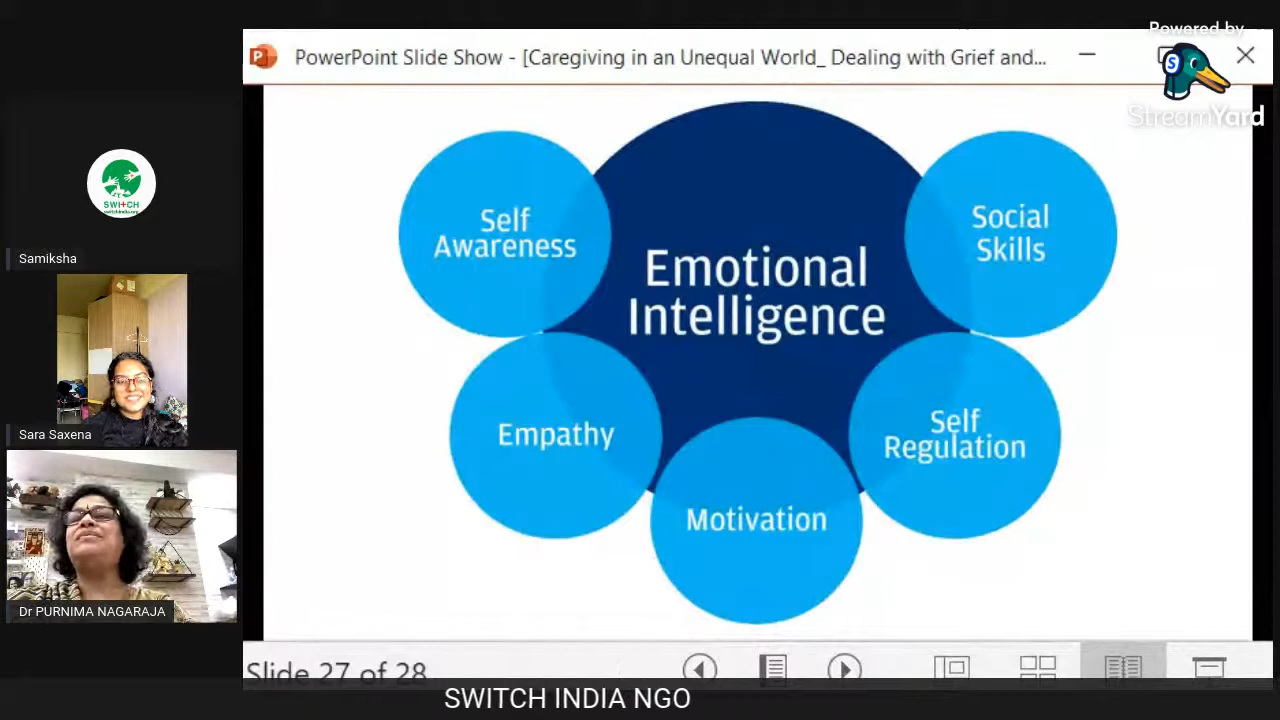 Powered by
StreamYard
PowerPoint Slide Show - [Caregiving in an Unequal World_ Dealing with Grief and...
S
Self
Awareness
Social
Skills
Emotional
Intelligence
Empathy
Self
Regulation
Motivation
SWITCH
switchindia.org
Samiksha
Sara Saxena
Dr PURNIMA NAGARAJA
Slide 27 of 28
SWITCH INDIA NGO